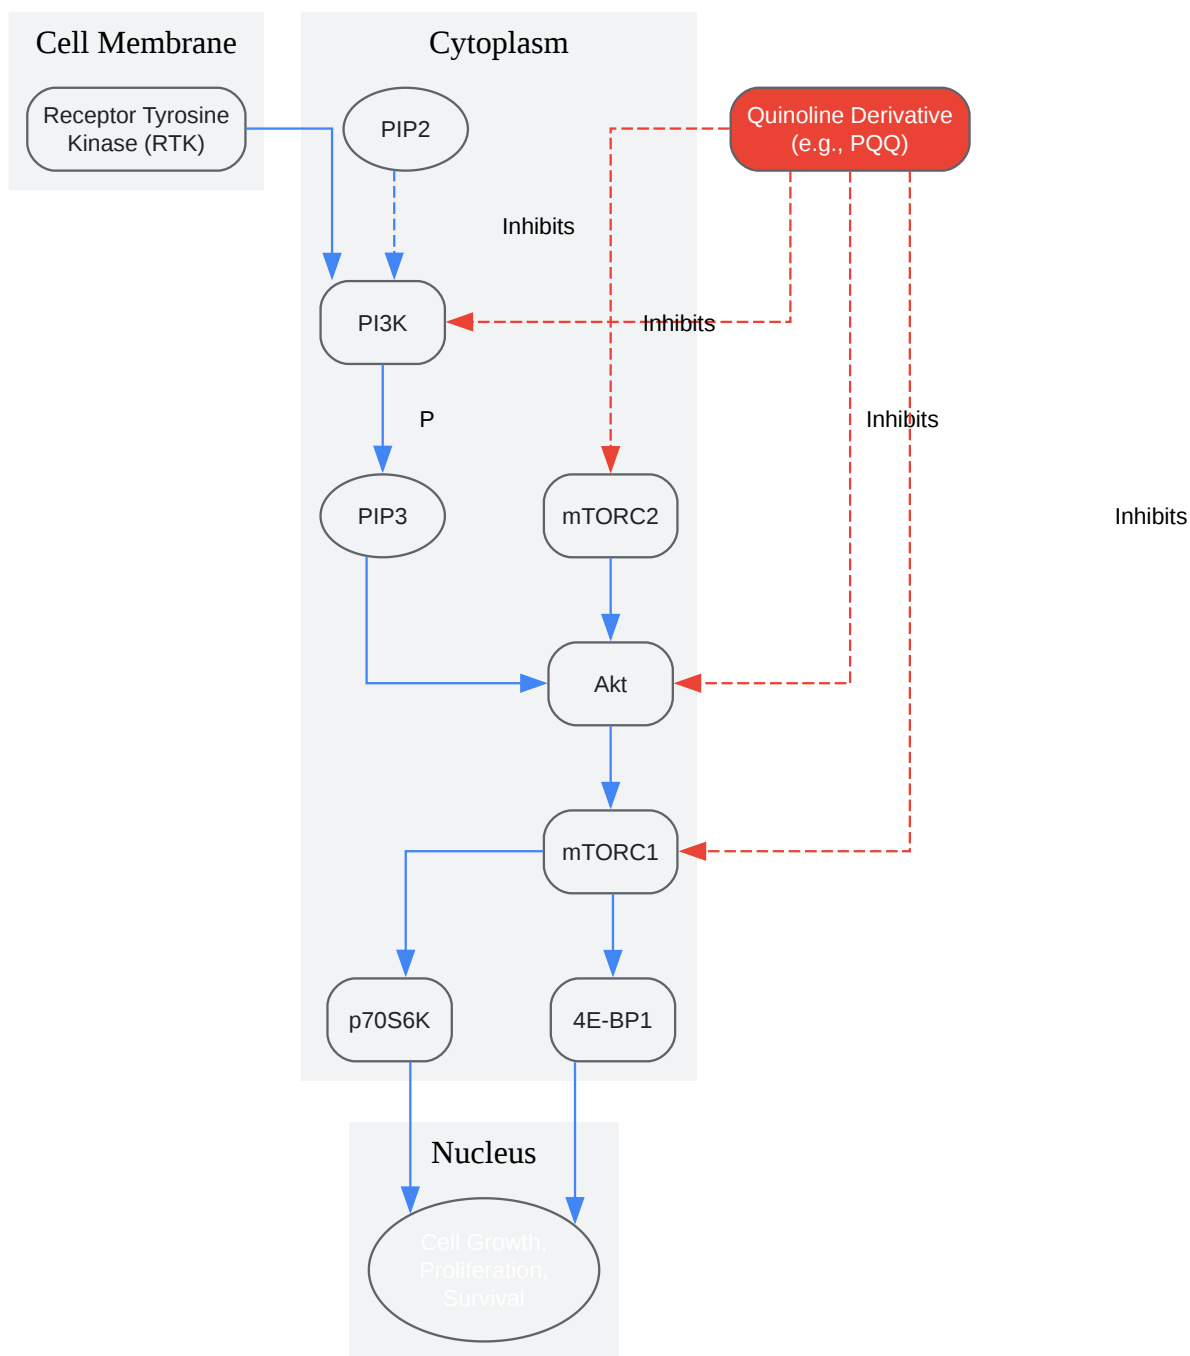 Cell Membrane
Cytoplasm
Receptor Tyrosine
Kinase (RTK)
PIP2
Quinoline Derivative
(e.g., PQQ)
Inhibits
PI3K
Inhibits
P
Inhibits
PIP3
mTORC2
Inhibits
Akt
mTORC1
p70S6K
4E-BP1
Nucleus
Cell Growth,
Proliferation,
Survival